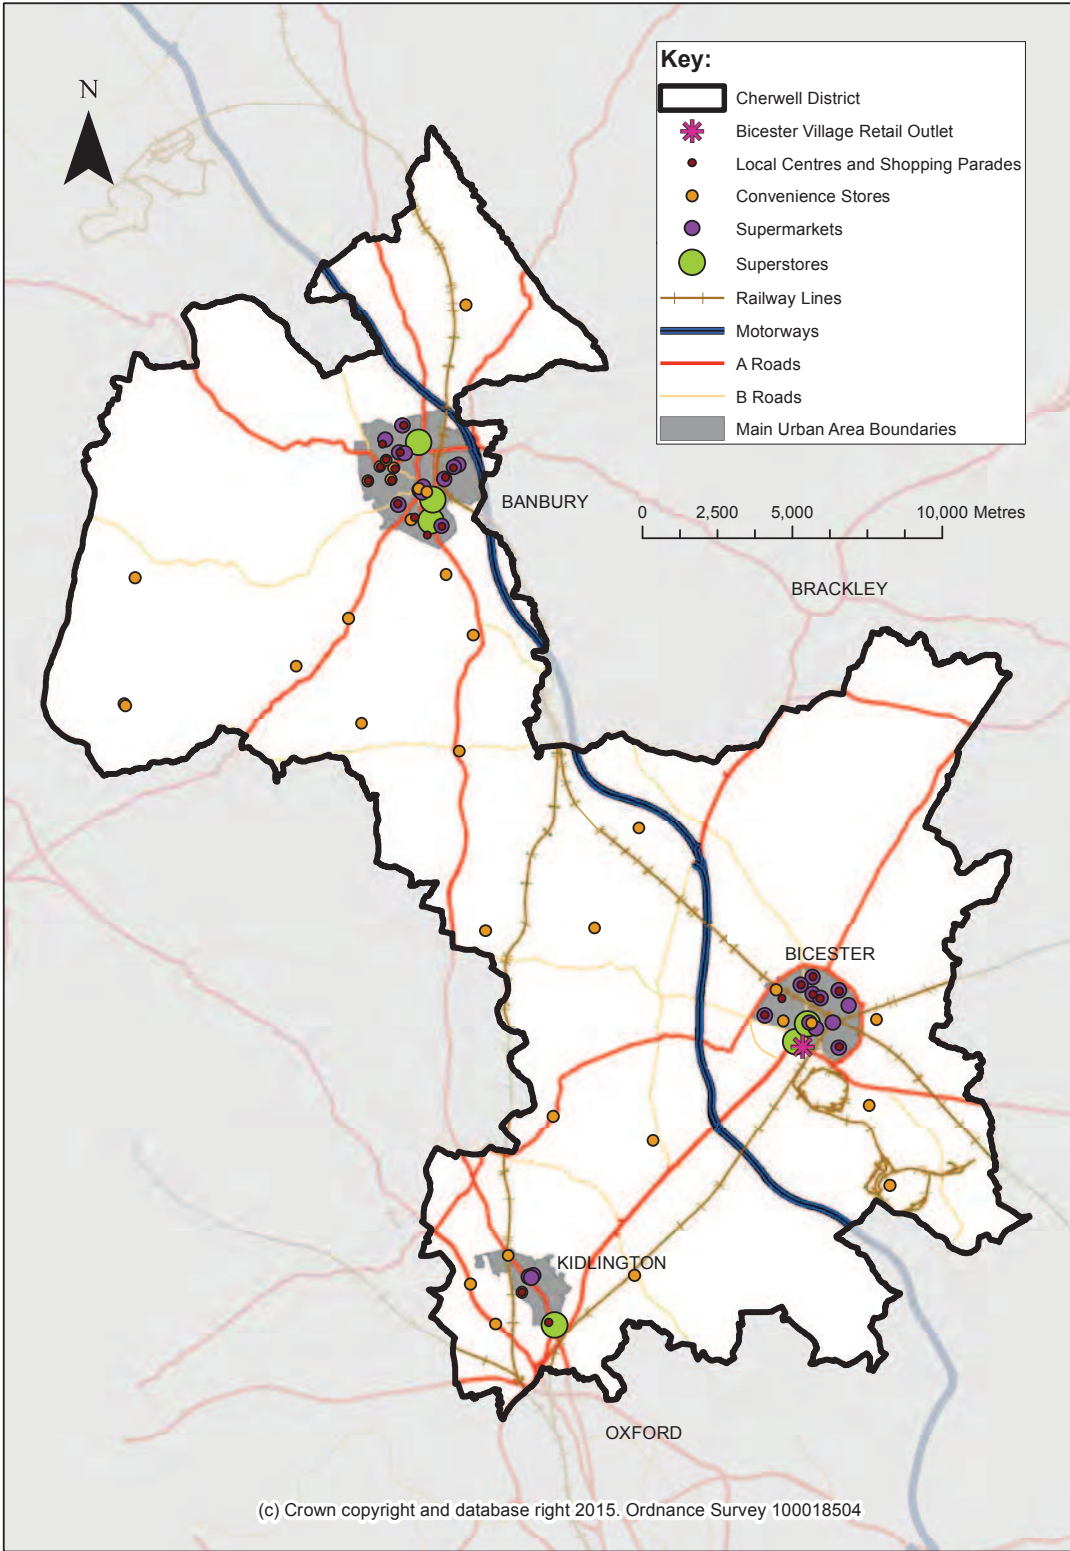 N
Key:
Cherwell District
Bicester Village Retail Outlet
Local Centres and Shopping Parades
Convenience Stores
Supermarkets
Superstores
Railway Lines
Motorways
A Roads
B Roads
Main Urban Area Boundaries
BANBURY
0 2,500 5,000 10,000 Metres
BRACKLEY
BICESTER
KIDLINGTON
OXFORD
(c) Crown copyright and database right 2015. Ordnance Survey 100018504